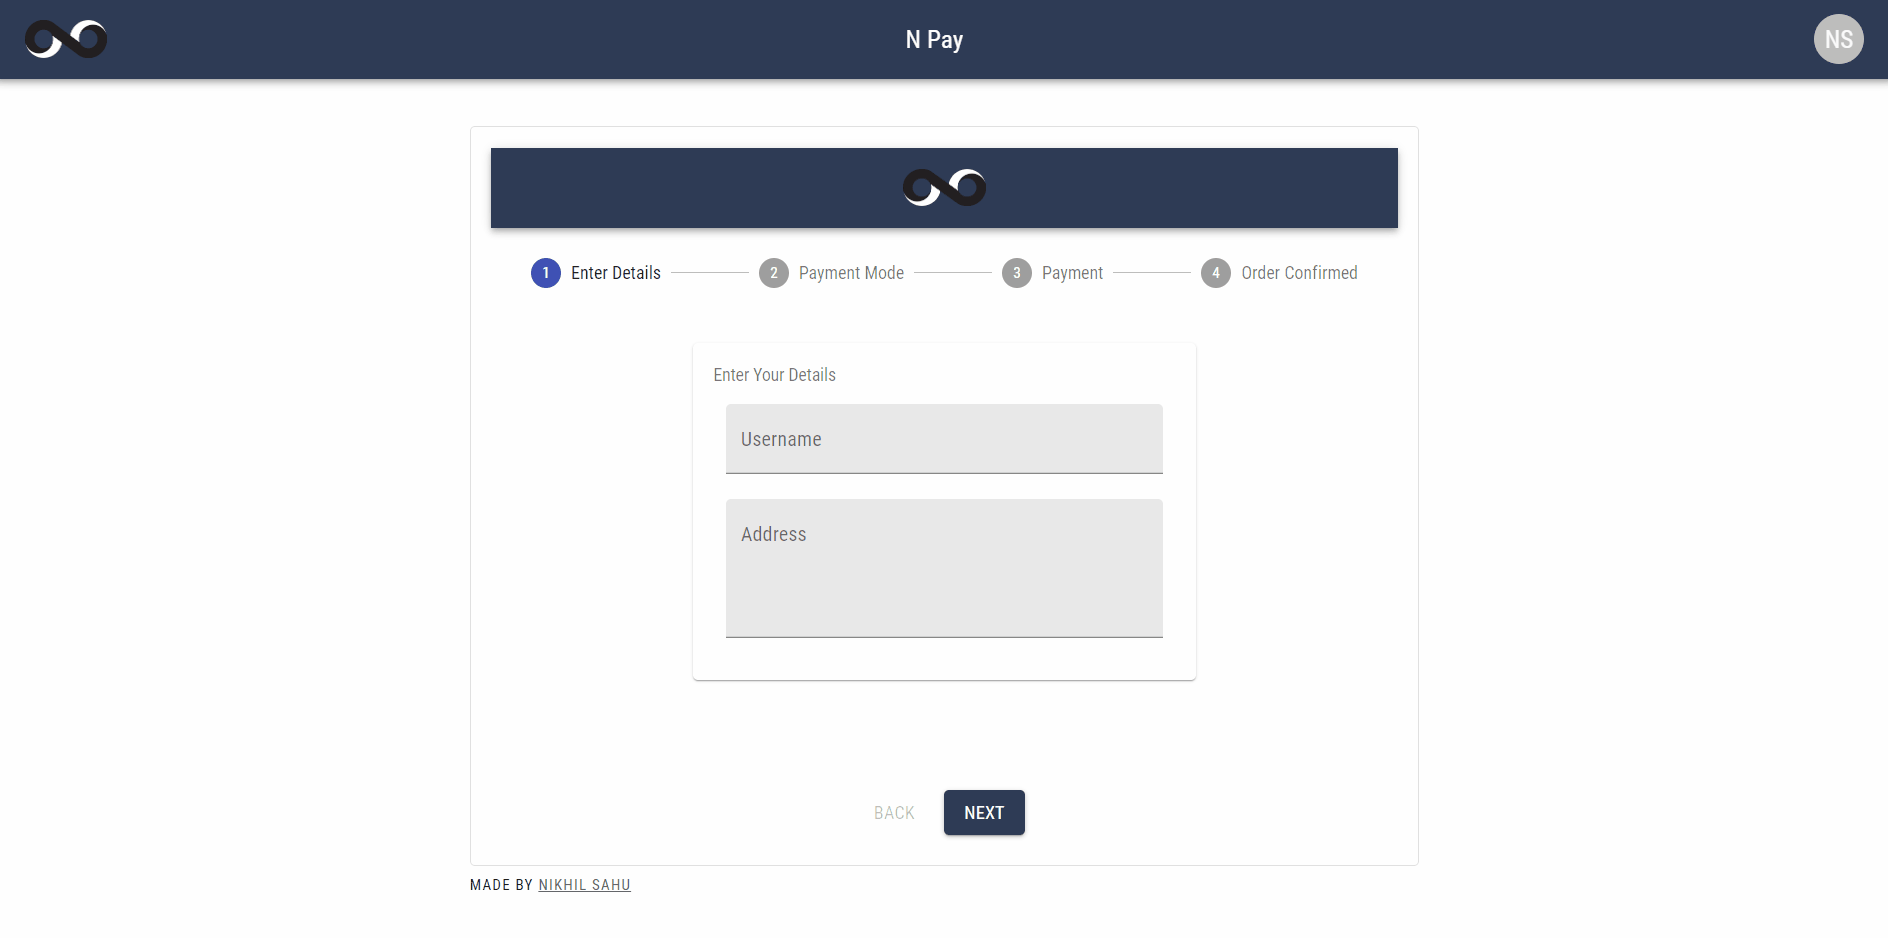 N Pay
NS
1 Enter Details 2 Payment Mode 3 Payment 4 Order Confirmed
Enter Your Details
Username
Address
BACK NEXT
MADE BY NIKHIL SAHU